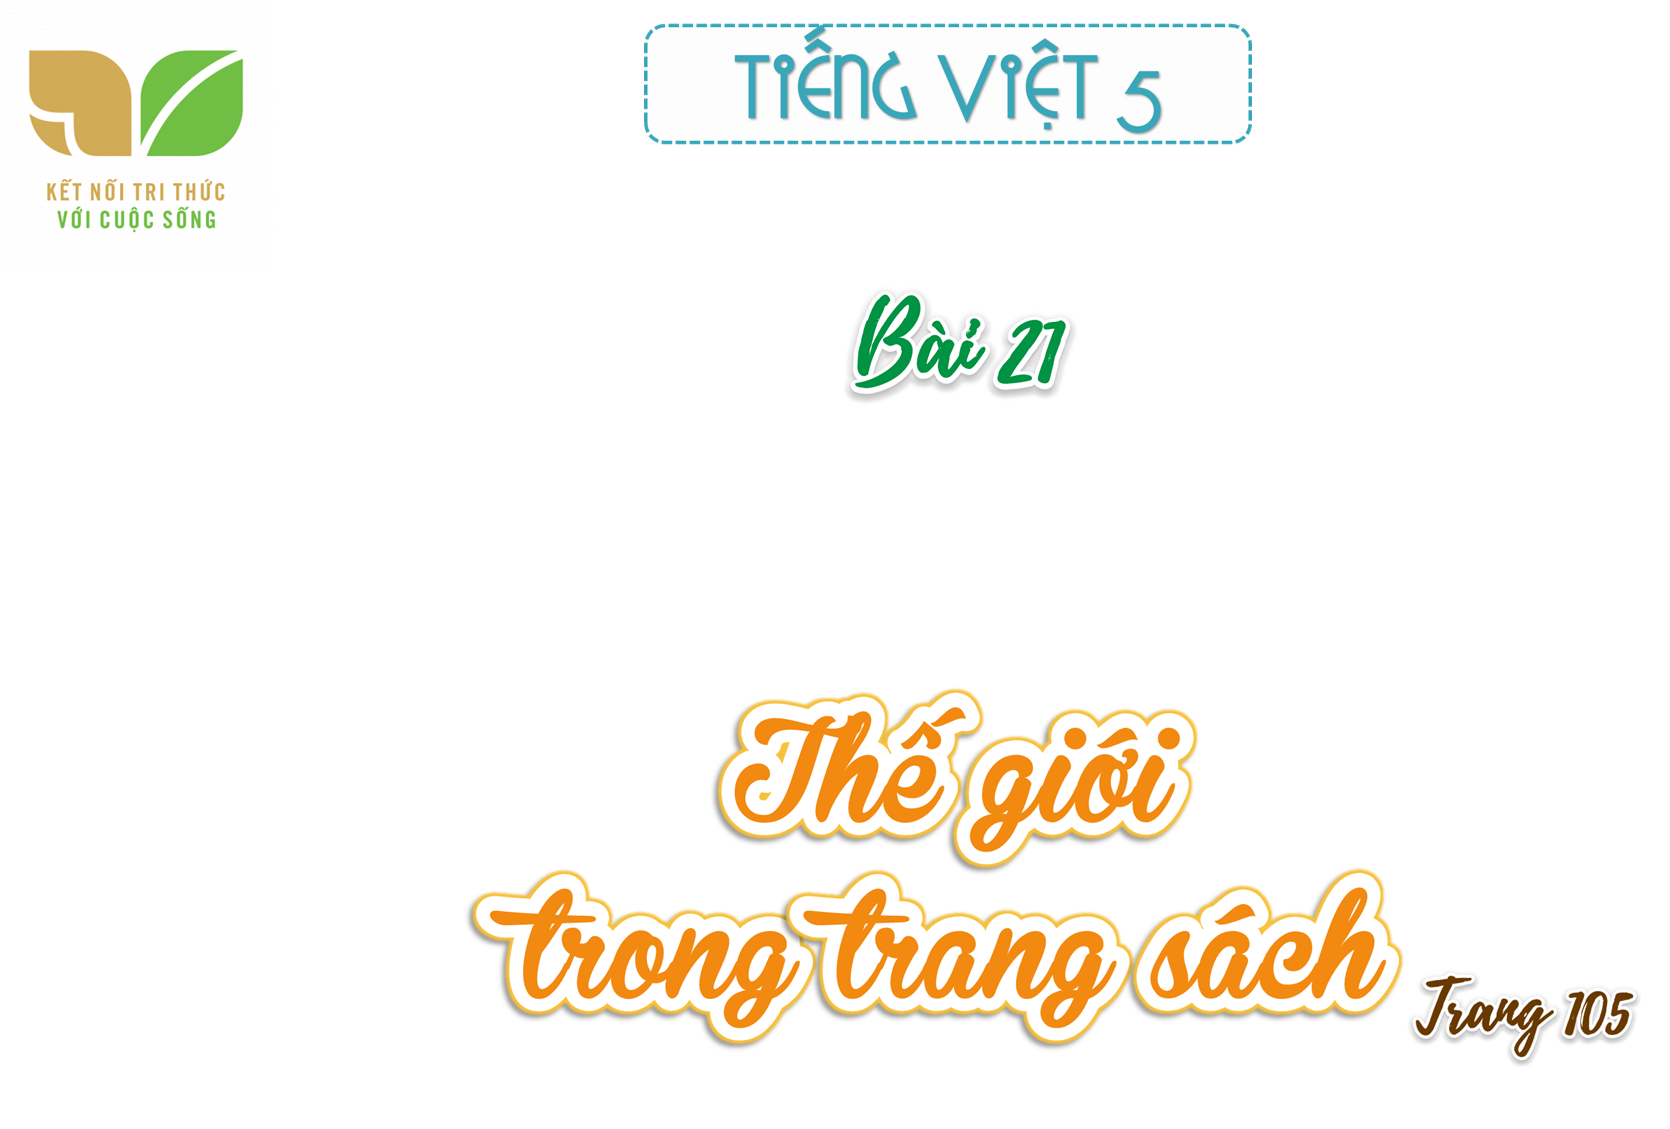 TIẾNG VIỆT 5
KẾT NỐI TRI THỨC
VỚI CUỘC SỐNG
Bài 21
Thế giới
trong trang sách
Trang 105